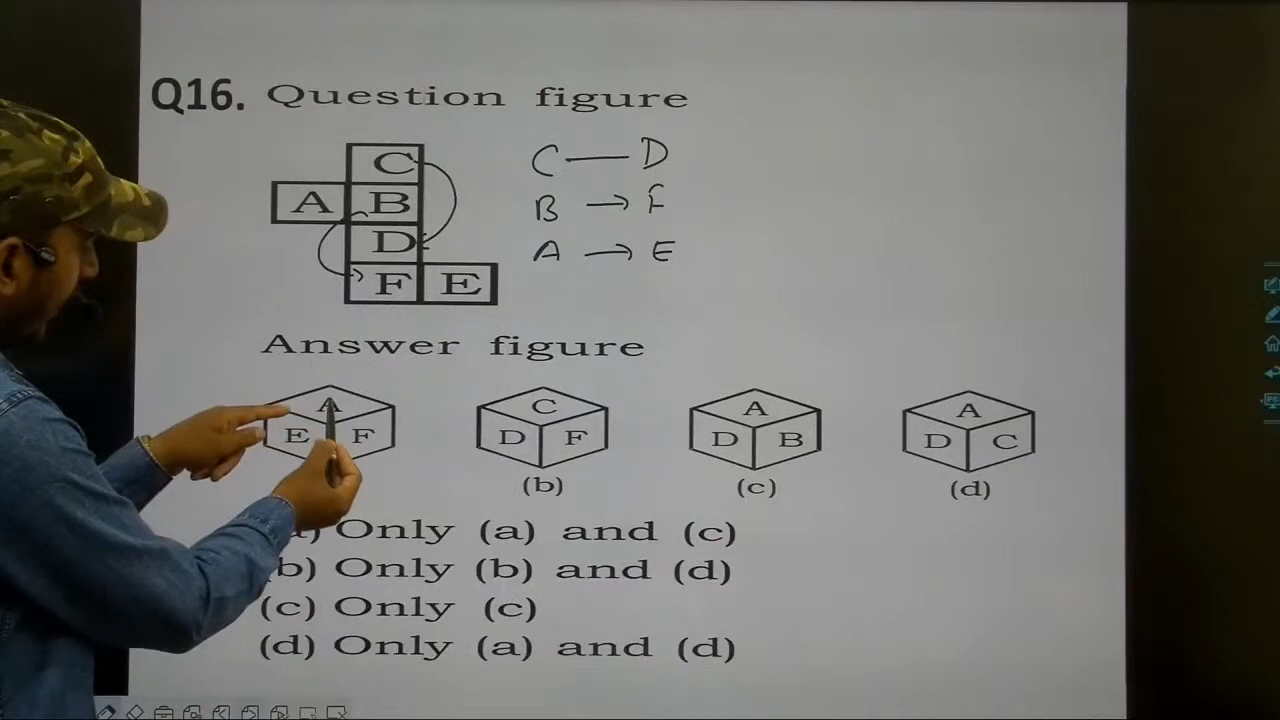 Q16. Question figure
C
A B
D
F E
C — D
B → F
A → E
Answer figure
A
E F
C
D F
(b)
A
D B
(c)
A
D C
(d)
Only (a) and (c)
(b) Only (b) and (d)
(c) Only (c)
(d) Only (a) and (d)